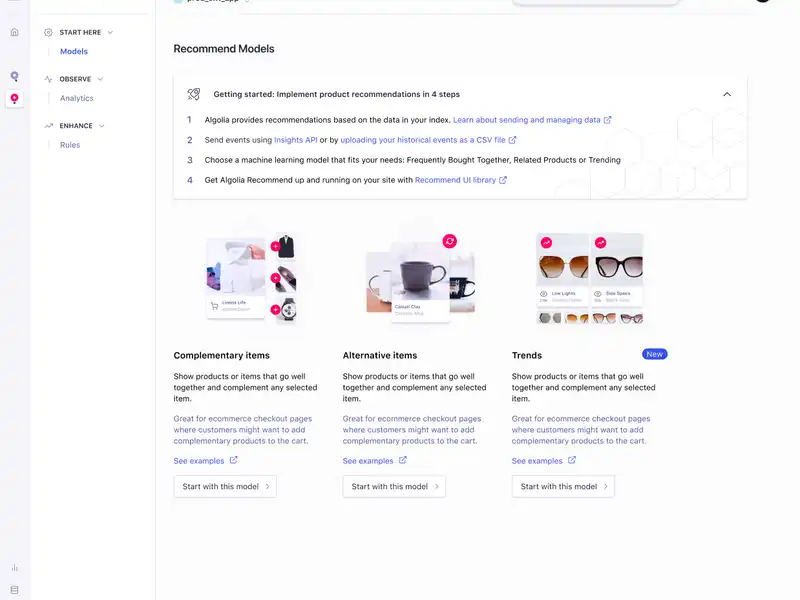 START HERE
Models
OBSERVE
Analytics
ENHANCE
Rules
Recommend Models
Getting started: Implement product recommendations in 4 steps
1 Algolia provides recommendations based on the data in your index. Learn about sending and managing data
2 Send events using Insights API or by uploading your historical events as a CSV file
3 Choose a machine learning model that fits your needs: Frequently Bought Together, Related Products or Trending
4 Get Algolia Recommend up and running on your site with Recommend UI library
Casual Clay
Low Lights
Side Specs
Complementary items
Show products or items that go well
together and complement any selected
item.
Great for ecommerce checkout pages
where customers might want to add
complementary products to the cart.
See examples
Start with this model
Alternative items
Show products or items that go well
together and complement any selected
item.
Great for ecommerce checkout pages
where customers might want to add
complementary products to the cart.
See examples
Start with this model
Trends
New
Show products or items that go well
together and complement any selected
item.
Great for ecommerce checkout pages
where customers might want to add
complementary products to the cart.
See examples
Start with this model